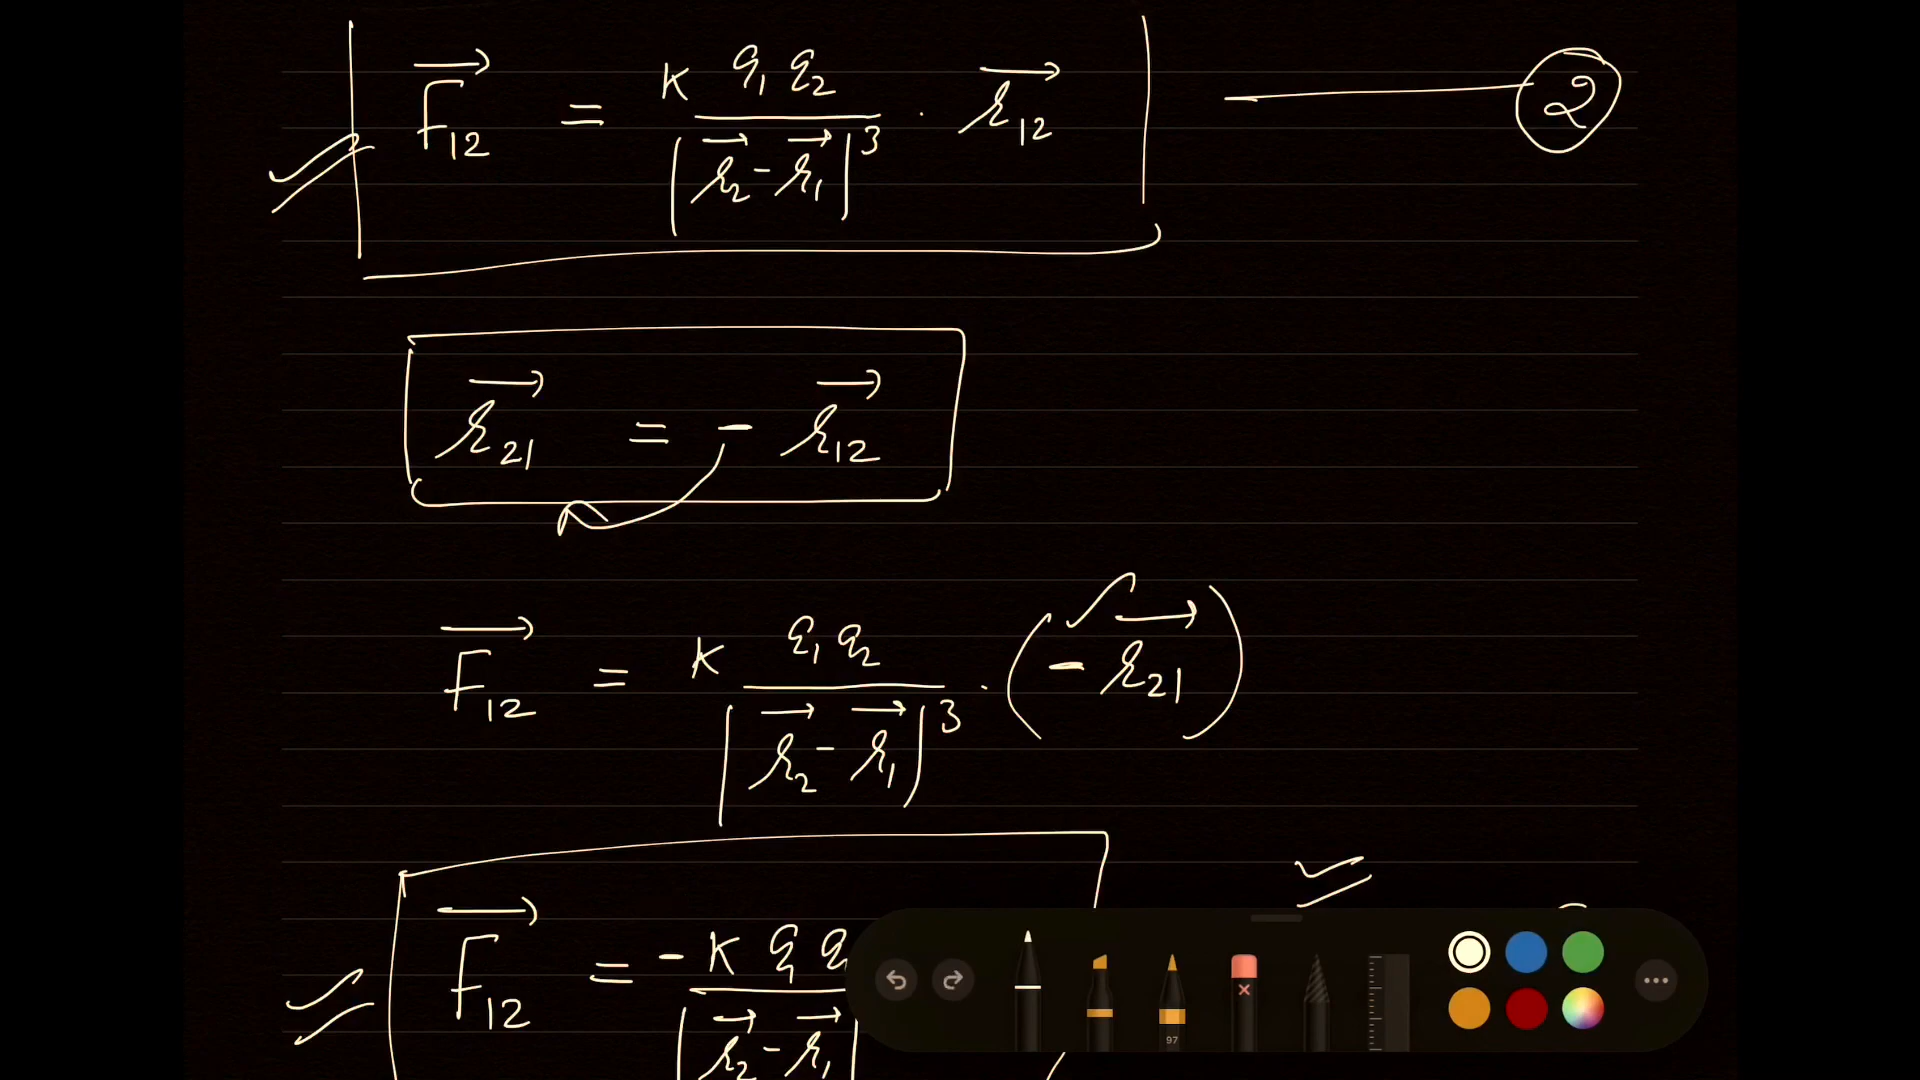 F⃗₁₂ = K q₁ q₂ / |r⃗₂ - r⃗₁|³ · r⃗₁₂ —— ②
r⃗₂₁ = - r⃗₁₂
F⃗₁₂ = K q₁ q₂ / |r⃗₂ - r⃗₁|³ · (- r⃗₂₁)
F⃗₁₂ = - K q₁ q / |r⃗₂ - r⃗₁|
97